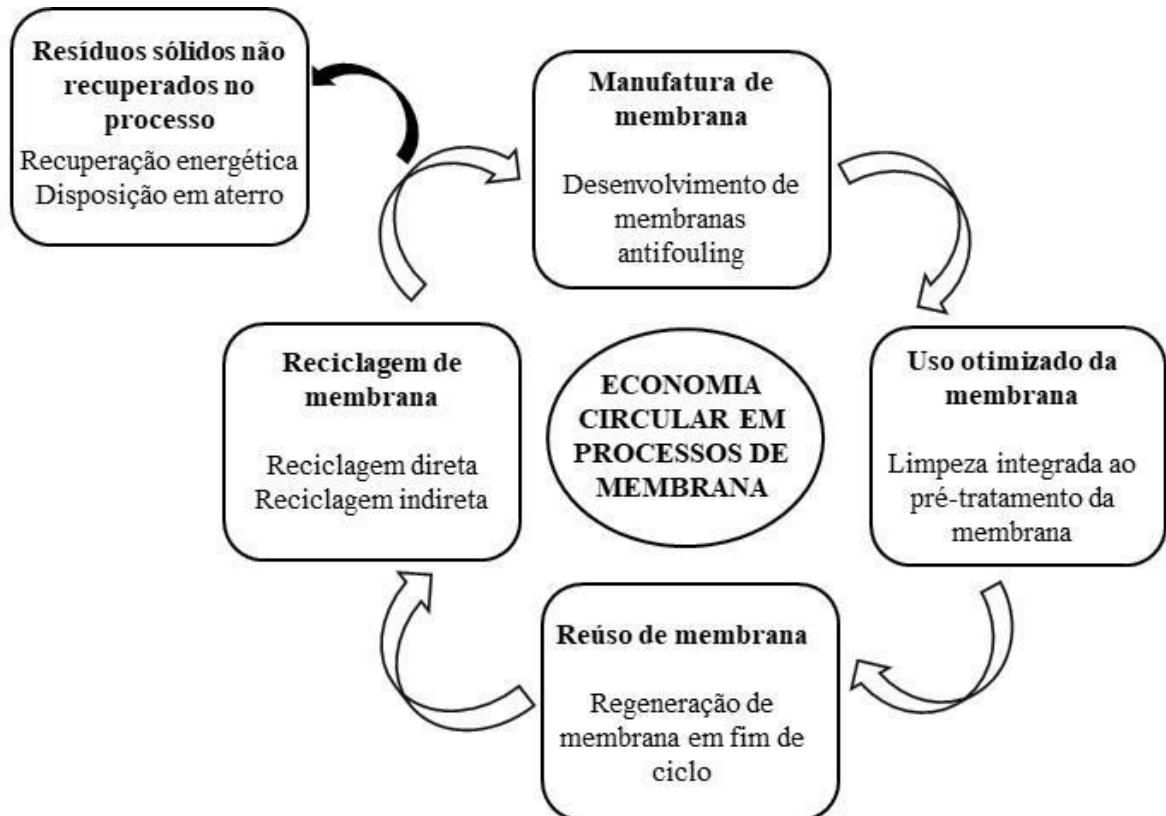 Resíduos sólidos não
recuperados no
processo
Recuperação energética
Disposição em aterro
Manufatura de
membrana
Desenvolvimento de
membranas
antifouling
Uso otimizado da
membrana
Limpeza integrada ao
pré-tratamento da
membrana
Reúso de membrana
Regeneração de
membrana em fim de
ciclo
Reciclagem de
membrana
Reciclagem direta
Reciclagem indireta
ECONOMIA
CIRCULAR EM
PROCESSOS DE
MEMBRANA